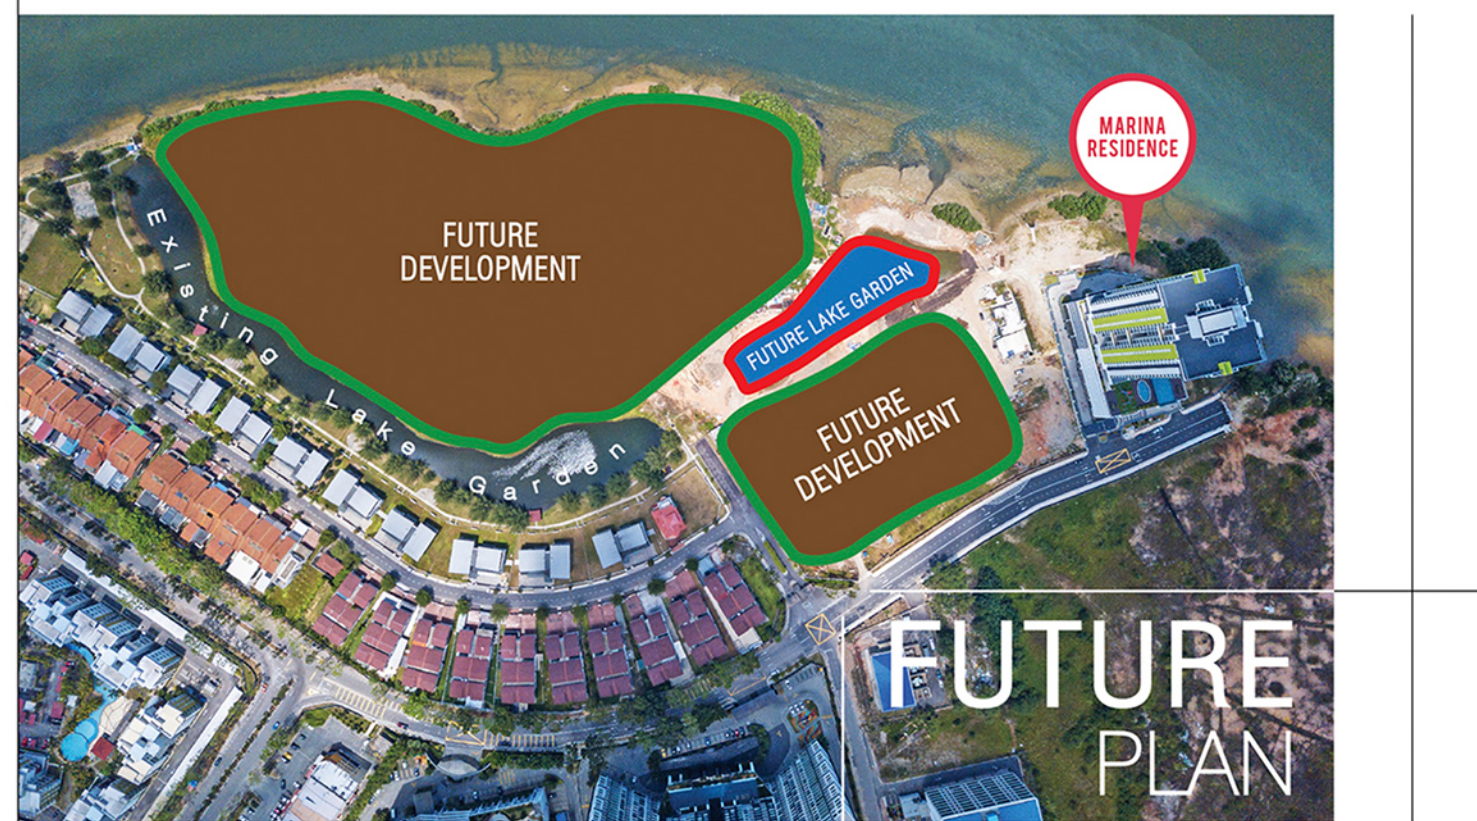 MARINA
RESIDENCE
FUTURE
DEVELOPMENT
Existing Lake Garden
FUTURE LAKE GARDEN
FUTURE
DEVELOPMENT
FUTURE
PLAN